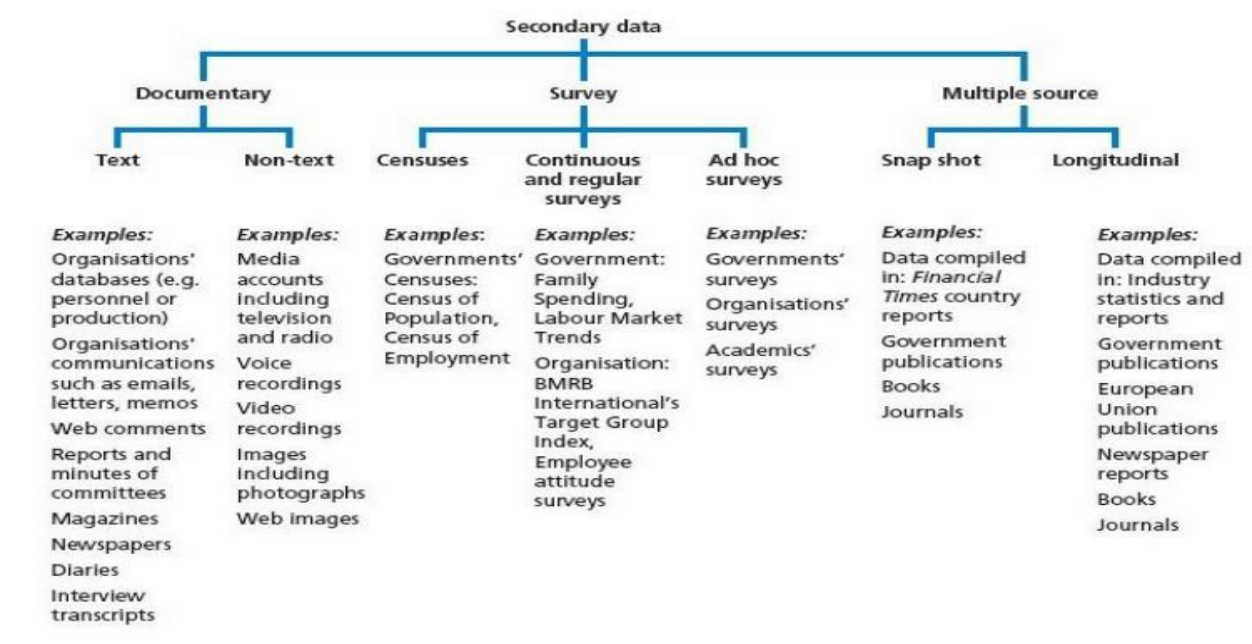 Secondary data
Documentary
Survey
Multiple source
Text
Non-text
Censuses
Continuous
and regular
surveys
Ad hoc
surveys
Snap shot
Longitudinal
Examples:
Organisations'
databases (e.g.
personnel or
production)
Organisations'
communications
such as emails,
letters, memos
Web comments
Reports and
minutes of
committees
Magazines
Newspapers
Diaries
Interview
transcripts
Examples:
Media
accounts
including
television
and radio
Voice
recordings
Video
recordings
Images
including
photographs
Web images
Examples:
Governments'
Censuses:
Census of
Population,
Census of
Employment
Examples:
Government:
Family
Spending,
Labour Market
Trends
Organisation:
BMRB
International's
Target Group
Index,
Employee
attitude
surveys
Examples:
Governments'
surveys
Organisations'
surveys
Academics'
surveys
Examples:
Data compiled
in: Financial
Times country
reports
Government
publications
Books
Journals
Examples:
Data compiled
in: Industry
statistics and
reports
Government
publications
European
Union
publications
Newspaper
reports
Books
Journals